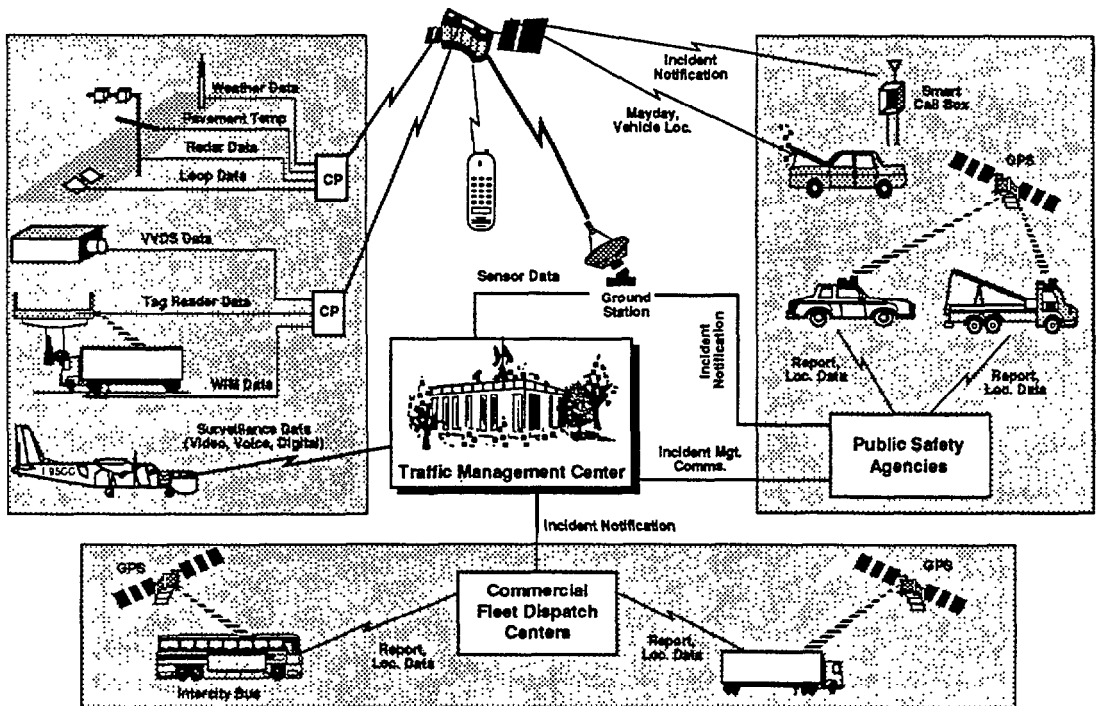 Weather Data
Pavement Temp
Radar Data
Loop Data
CP
VVDS Data
Tag Reader Data
CP
WIM Data
Surveillance Data
(Video, Voice, Digital)
Incident
Notification
Mayday,
Vehicle Loc.
Smart
Call Box
GPS
Sensor Data
Ground
Station
Incident
Notification
Report,
Loc. Data
Report,
Loc. Data
Traffic Management Center
Incident Mgt.
Comms.
Public Safety
Agencies
Incident Notification
GPS
Commercial
Fleet Dispatch
Centers
GPS
Report,
Loc. Data
Report,
Loc. Data
Intercity Bus